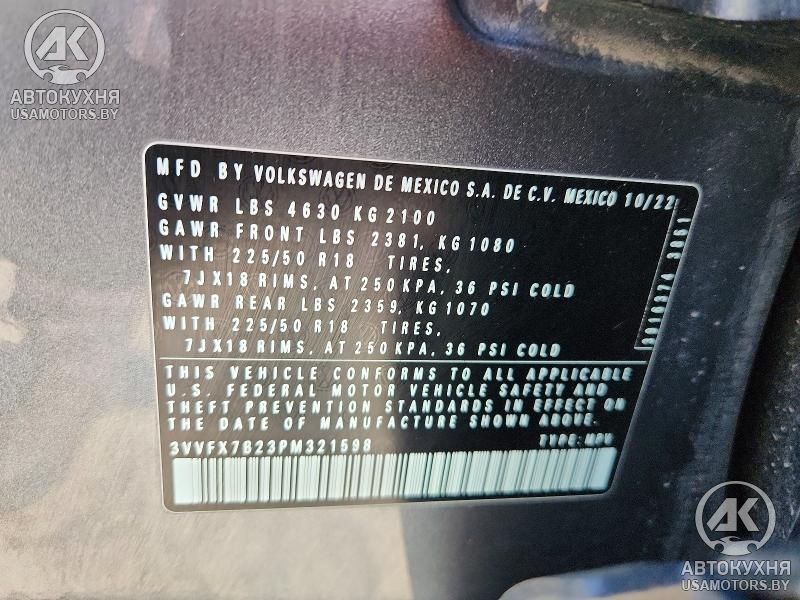 AK
АВТОКУХНЯ
USAMOTORS.BY
MFD BY VOLKSWAGEN DE MEXICO S.A. DE C.V. MEXICO 10/22
GVWR LBS 4630 KG 2100
GAWR FRONT LBS 2381, KG 1080
WITH 225/50 R18 TIRES,
7JX18 RIMS, AT 250 KPA, 36 PSI COLD
GAWR REAR LBS 2359, KG 1070
WITH 225/50 R18 TIRES,
7JX18 RIMS, AT 250 KPA, 36 PSI COLD
THIS VEHICLE CONFORMS TO ALL APPLICABLE
U.S. FEDERAL MOTOR VEHICLE SAFETY AND
THEFT PREVENTION STANDARDS IN EFFECT ON
THE DATE OF MANUFACTURE SHOWN ABOVE.
3VVFX7B23PM321598 TYPE: MPV
AK
АВТОКУХНЯ
USAMOTORS.BY